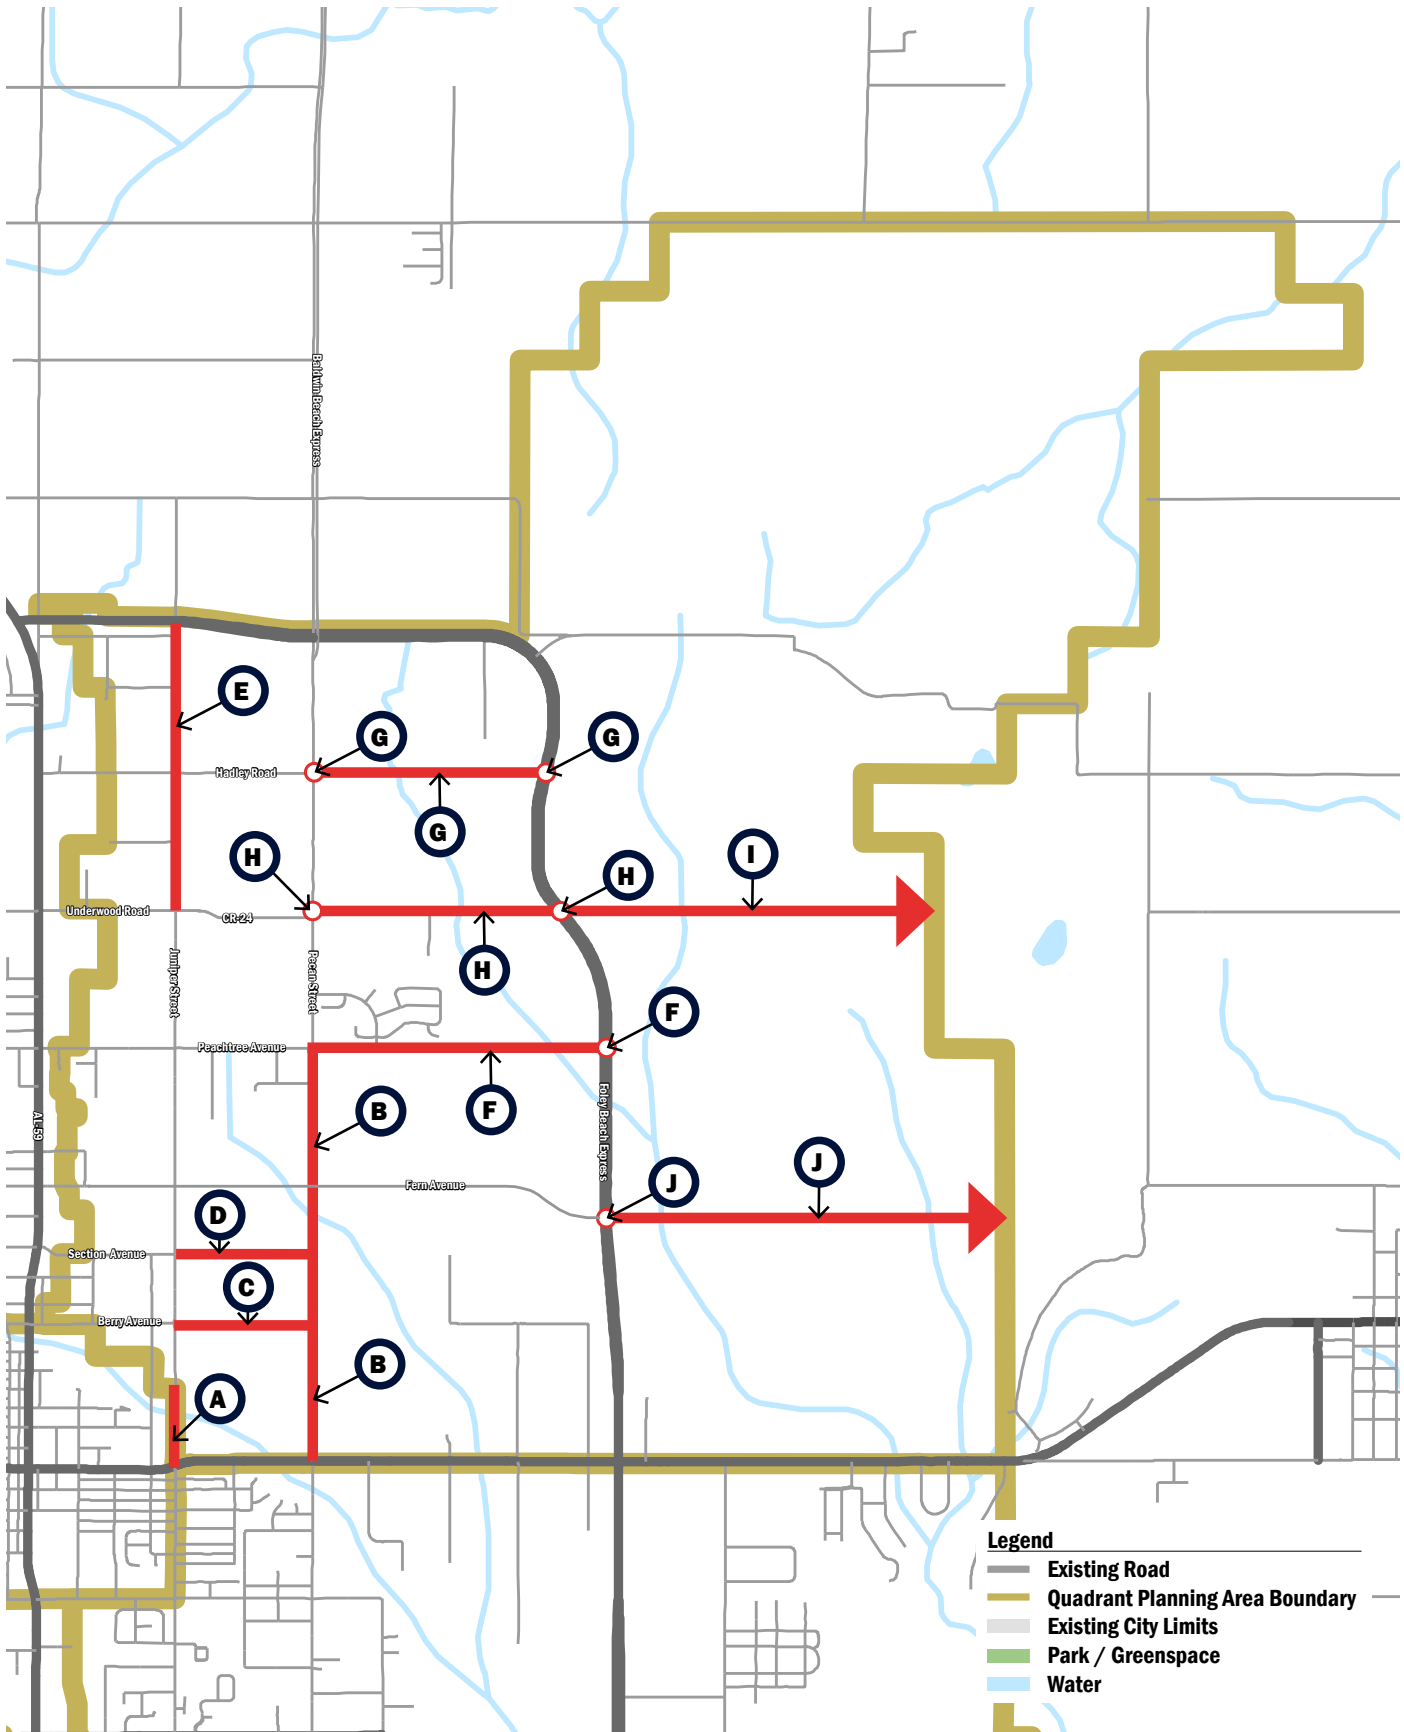 Baldwin Beach Express
E
G
G
Hadley Road
G
H
I
H
Underwood Road
CR-24
Juniper Street
Pecan Street
H
F
Peachtree Avenue
AL-59
B
F
Foley Beach Express
J
J
Fern Avenue
D
Section Avenue
C
Berry Avenue
B
A
Legend
Existing Road
Quadrant Planning Area Boundary
Existing City Limits
Park / Greenspace
Water